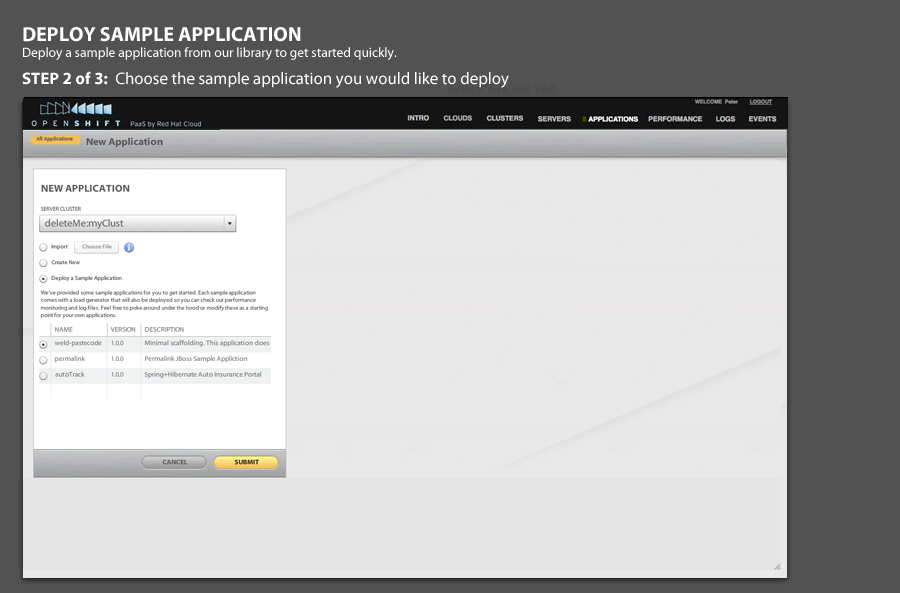 DEPLOY SAMPLE APPLICATION
Deploy a sample application from our library to get started quickly.
STEP 2 of 3: Choose the sample application you would like to deploy
WELCOME Peter LOGOUT
OPENSHIFT PaaS by Red Hat Cloud
INTRO CLOUDS CLUSTERS SERVERS APPLICATIONS PERFORMANCE LOGS EVENTS
All Applications New Application
NEW APPLICATION
SERVER CLUSTER
deleteMe:myClust
Import Choose File i
Create New
Deploy a Sample Application
We've provided some sample applications for you to get started. Each sample application
comes with a load generator that will also be deployed so you can check out performance
monitoring and log files. Feel free to poke around under the hood or modify these as a starting
point for your own applications.
NAME VERSION DESCRIPTION
weld-pastecode 1.0.0 Minimal scaffolding. This application does
permalink 1.0.0 Permalink JBoss Sample Appliction
autoTrack 1.0.0 Spring+Hibernate Auto Insurance Portal
CANCEL SUBMIT